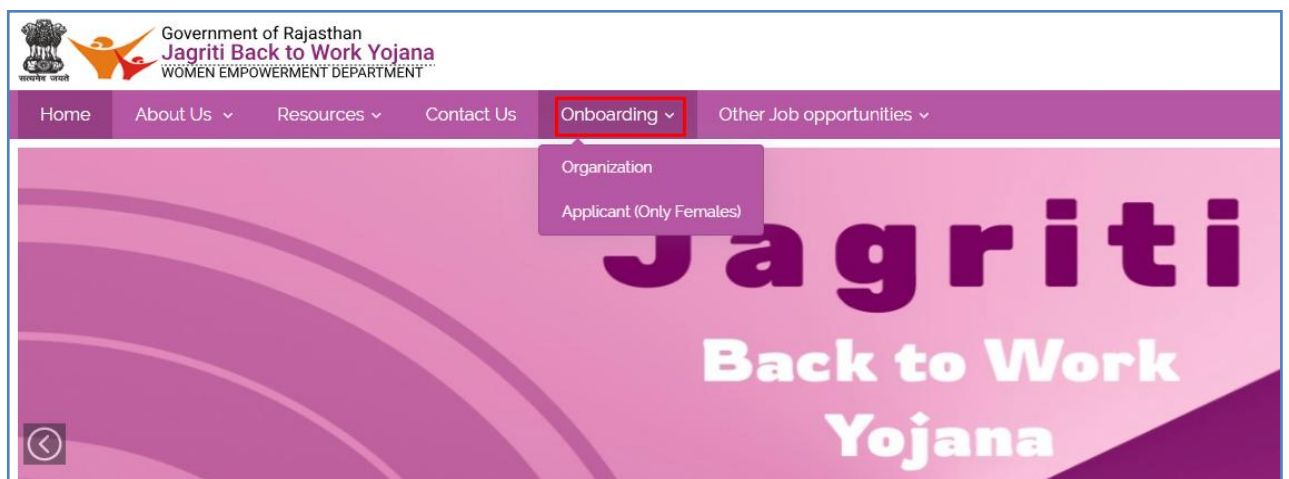 सत्यमेव जयते
Government of Rajasthan
Jagriti Back to Work Yojana
WOMEN EMPOWERMENT DEPARTMENT
Home About Us Resources Contact Us Onboarding Other Job opportunities
Organization
Applicant (Only Females)
Jagriti
Back to Work
Yojana